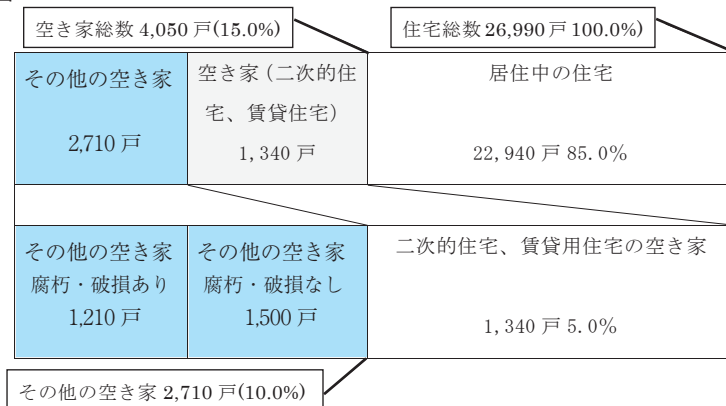 空き家総数 4,050 戸(15.0%)
住宅総数 26,990 戸 100.0%)
その他の空き家
2,710 戸
空き家（二次的住
宅、賃貸住宅）
1,340 戸
居住中の住宅
22,940 戸 85.0%
その他の空き家
腐朽・破損あり
1,210 戸
その他の空き家
腐朽・破損なし
1,500 戸
二次的住宅、賃貸用住宅の空き家
1,340 戸 5.0%
その他の空き家 2,710 戸(10.0%)